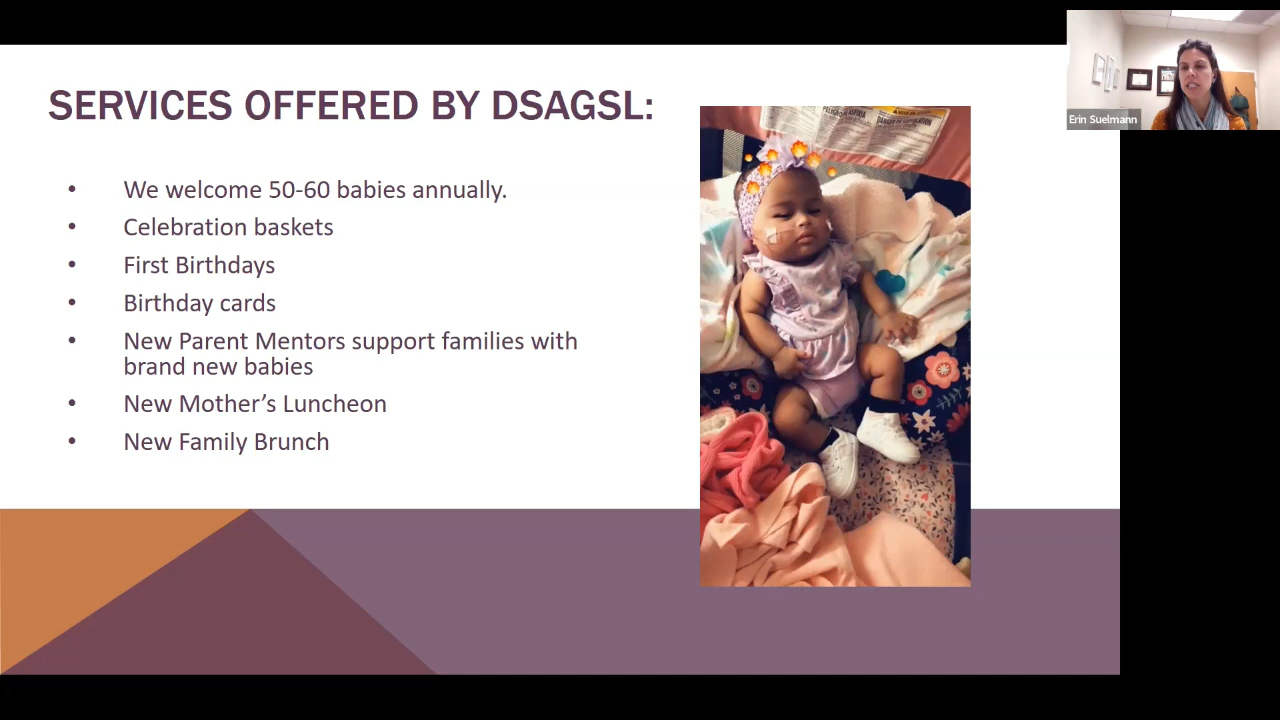 SERVICES OFFERED BY DSAGSL:
• We welcome 50-60 babies annually.
• Celebration baskets
• First Birthdays
• Birthday cards
• New Parent Mentors support families with
brand new babies
• New Mother's Luncheon
• New Family Brunch
Erin Suelmann